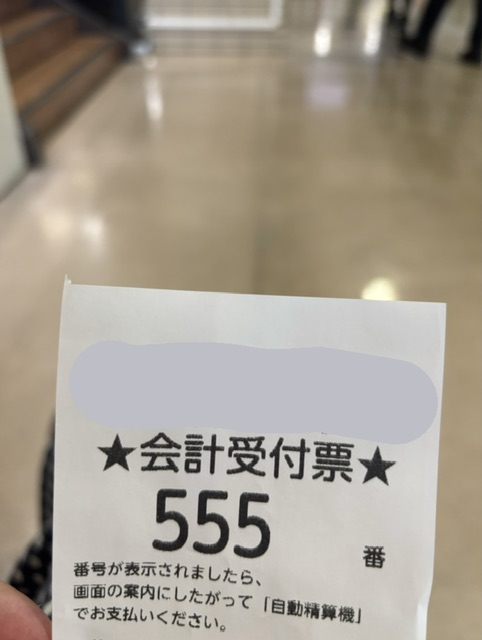 ★会計受付票★
555 番
番号が表示されましたら、
画面の案内にしたがって「自動精算機」
でお支払いください。